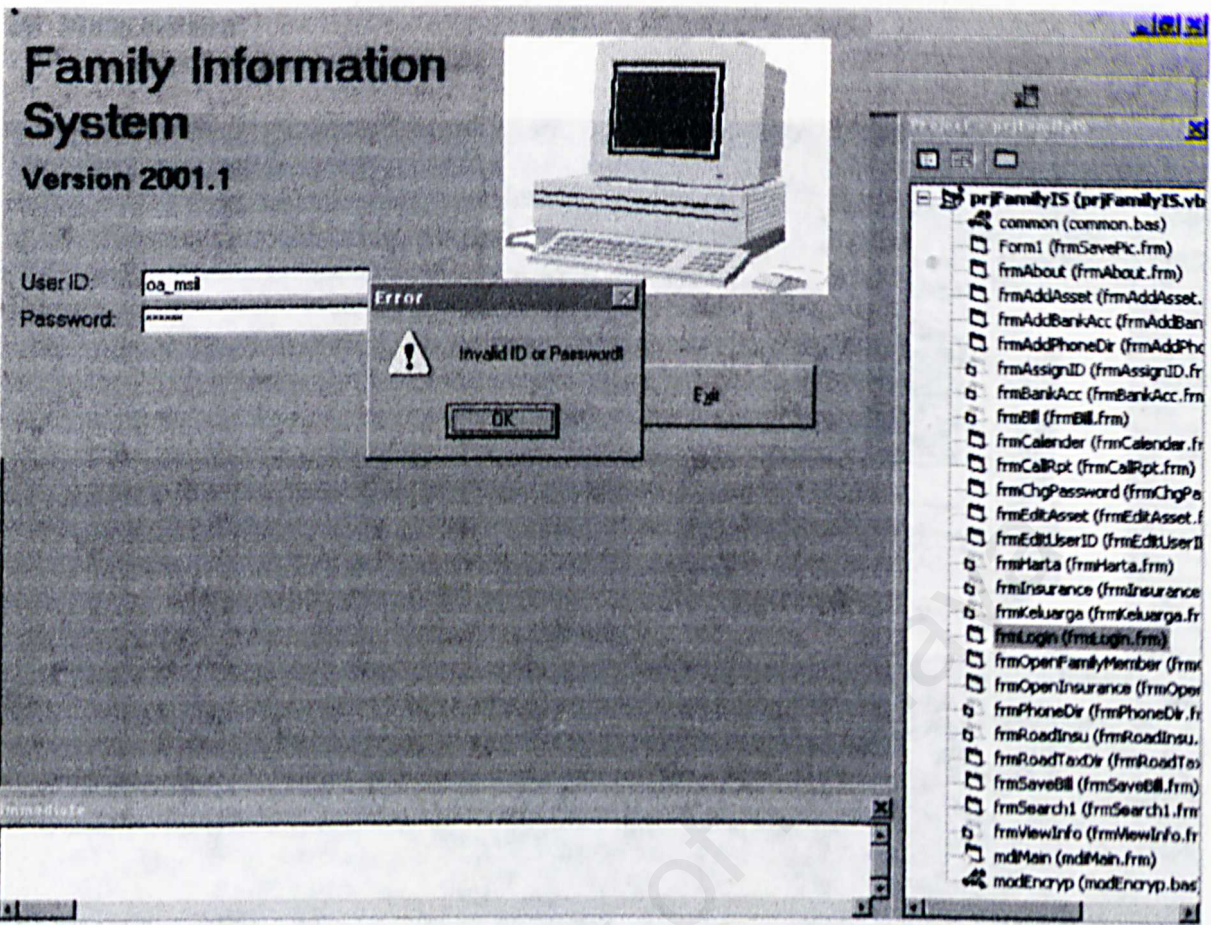 Family Information
System
Version 2001.1
User ID:
oa_msil
Password:
******
Error
Invalid ID or Password!
OK
Exit
Immediate
Project - prjFamilyIS
prjFamilyIS (prjFamilyIS.vb
common (common.bas)
Form1 (frmSavePic.frm)
frmAbout (frmAbout.frm)
frmAddAsset (frmAddAsset.
frmAddBankAcc (frmAddBan
frmAddPhoneDir (frmAddPho
frmAssignID (frmAssignID.fr
frmBankAcc (frmBankAcc.frm
frmBill (frmBill.frm)
frmCalender (frmCalender.fr
frmCallRpt (frmCallRpt.frm)
frmChgPassword (frmChgPa
frmEditAsset (frmEditAsset.f
frmEditUserID (frmEditUserI
frmHarta (frmHarta.frm)
frmInsurance (frmInsurance
frmKeluarga (frmKeluarga.fr
frmLogin (frmLogin.frm)
frmOpenFamilyMember (frm
frmOpenInsurance (frmOpen
frmPhoneDir (frmPhoneDir.fr
frmRoadInsu (frmRoadInsu.
frmRoadTaxDir (frmRoadTax
frmSaveBill (frmSaveBill.frm)
frmSearch1 (frmSearch1.frm
frmViewInfo (frmViewInfo.fr
mdiMain (mdiMain.frm)
modEncryp (modEncryp.bas